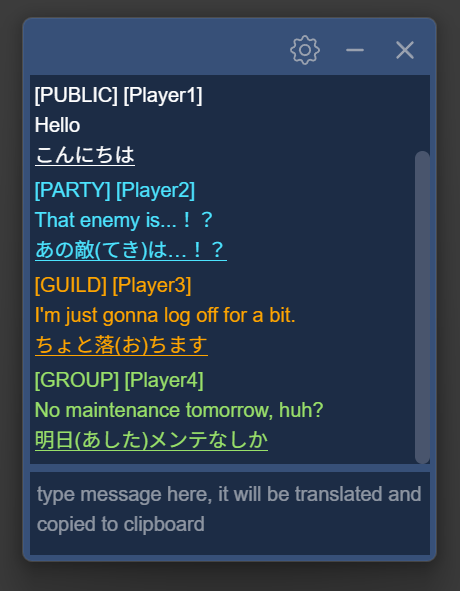 [PUBLIC] [Player1]
Hello
こんにちは
[PARTY] [Player2]
That enemy is...！？
あの敵(てき)は…！？
[GUILD] [Player3]
I'm just gonna log off for a bit.
ちょと落(お)ちます
[GROUP] [Player4]
No maintenance tomorrow, huh?
明日(あした)メンテなしか
type message here, it will be translated and
copied to clipboard